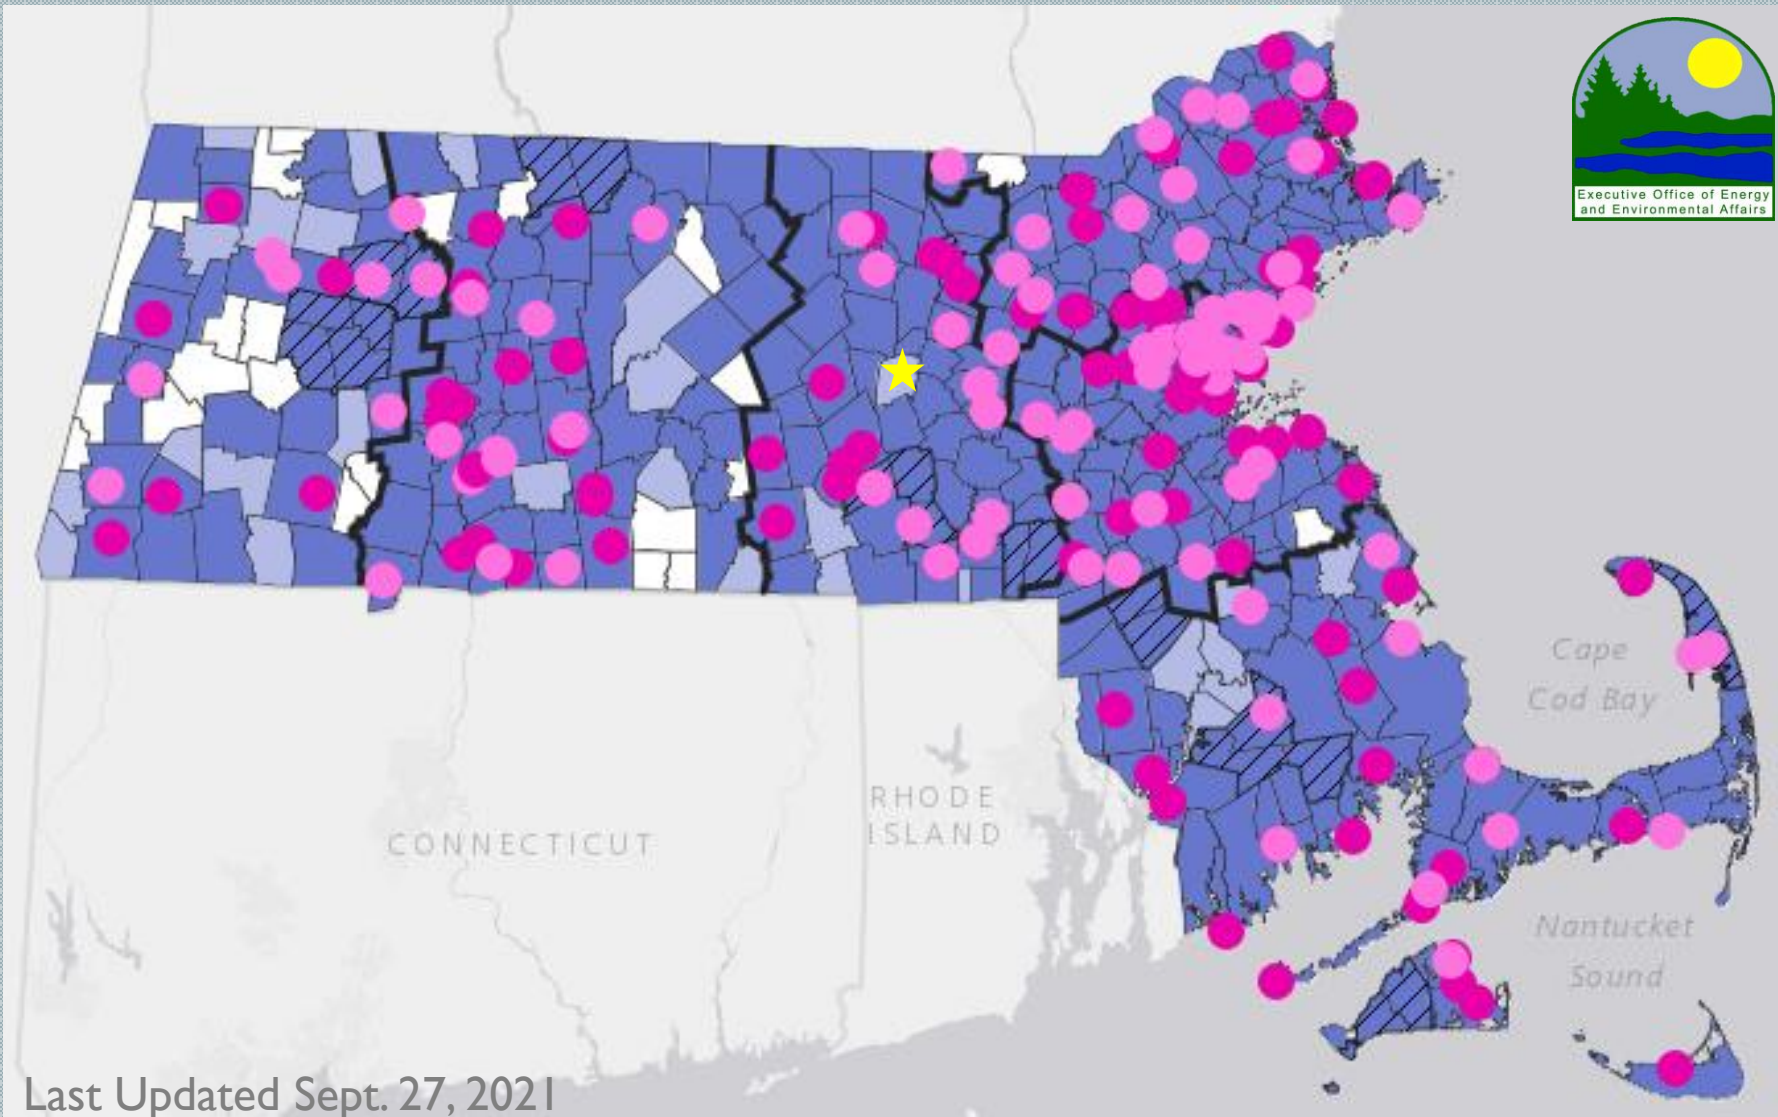 Executive Office of Energy
and Environmental Affairs
Cape
Cod Bay
RHODE
ISLAND
CONNECTICUT
Nantucket
Sound
Last Updated Sept. 27, 2021